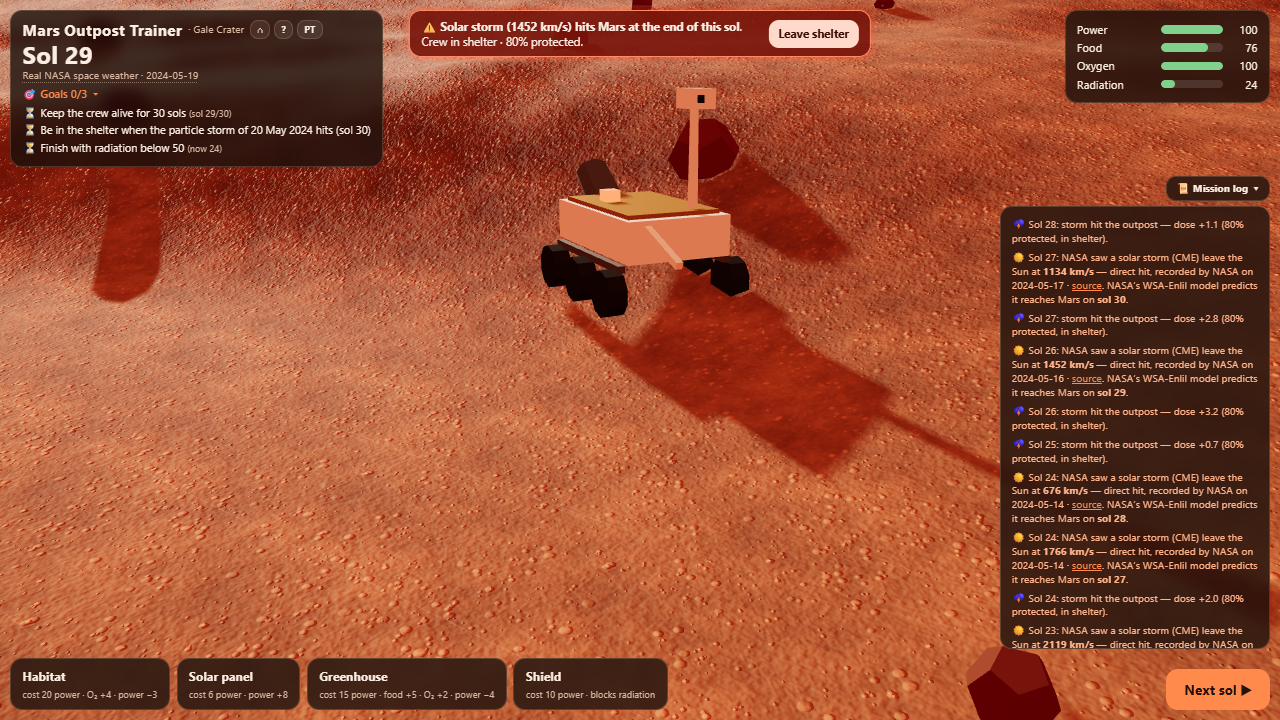 Mars Outpost Trainer · Gale Crater ? PT
Sol 29
Real NASA space weather · 2024-05-19
Goals 0/3
Keep the crew alive for 30 sols (sol 29/30)
Be in the shelter when the particle storm of 20 May 2024 hits (sol 30)
Finish with radiation below 50 (now 24)
Solar storm (1452 km/s) hits Mars at the end of this sol.
Crew in shelter · 80% protected.
Leave shelter
Power 100
Food 76
Oxygen 100
Radiation 24
Mission log
Sol 28: storm hit the outpost — dose +1.1 (80%
protected, in shelter).
Sol 27: NASA saw a solar storm (CME) leave the
Sun at 1134 km/s — direct hit, recorded by NASA on
2024-05-17 · source. NASA's WSA-Enlil model predicts
it reaches Mars on sol 30.
Sol 27: storm hit the outpost — dose +2.8 (80%
protected, in shelter).
Sol 26: NASA saw a solar storm (CME) leave the
Sun at 1452 km/s — direct hit, recorded by NASA on
2024-05-16 · source. NASA's WSA-Enlil model predicts
it reaches Mars on sol 29.
Sol 26: storm hit the outpost — dose +3.2 (80%
protected, in shelter).
Sol 25: storm hit the outpost — dose +0.7 (80%
protected, in shelter).
Sol 24: NASA saw a solar storm (CME) leave the
Sun at 676 km/s — direct hit, recorded by NASA on
2024-05-14 · source. NASA's WSA-Enlil model predicts
it reaches Mars on sol 28.
Sol 24: NASA saw a solar storm (CME) leave the
Sun at 1766 km/s — direct hit, recorded by NASA on
2024-05-14 · source. NASA's WSA-Enlil model predicts
it reaches Mars on sol 27.
Sol 24: storm hit the outpost — dose +2.0 (80%
protected, in shelter).
Sol 23: NASA saw a solar storm (CME) leave the
Sun at 2119 km/s — direct hit, recorded by NASA on
Habitat
cost 20 power · O₂ +4 · power −3
Solar panel
cost 6 power · power +8
Greenhouse
cost 15 power · food +5 · O₂ +2 · power −4
Shield
cost 10 power · blocks radiation
Next sol ▶